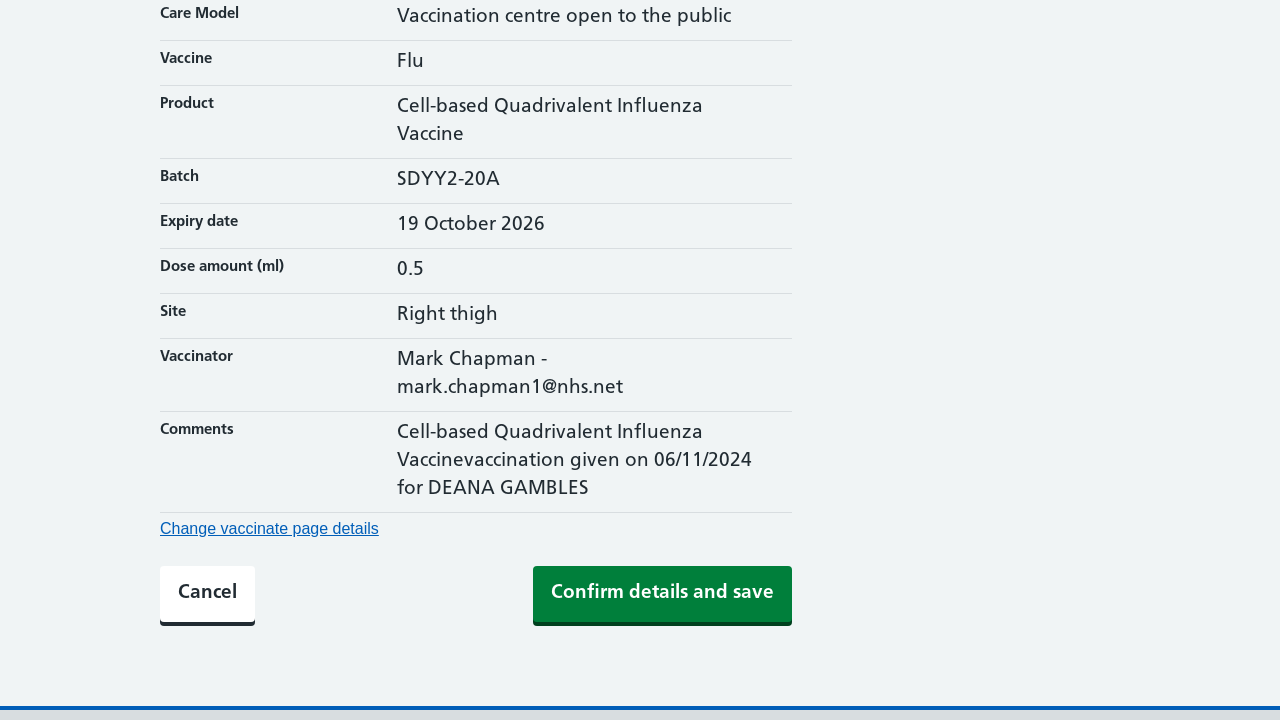 Care Model
Vaccination centre open to the public
Vaccine
Flu
Product
Cell-based Quadrivalent Influenza
Vaccine
Batch
SDYY2-20A
Expiry date
19 October 2026
Dose amount (ml)
0.5
Site
Right thigh
Vaccinator
Mark Chapman -
mark.chapman1@nhs.net
Comments
Cell-based Quadrivalent Influenza
Vaccinevaccination given on 06/11/2024
for DEANA GAMBLES
Change vaccinate page details
Cancel
Confirm details and save